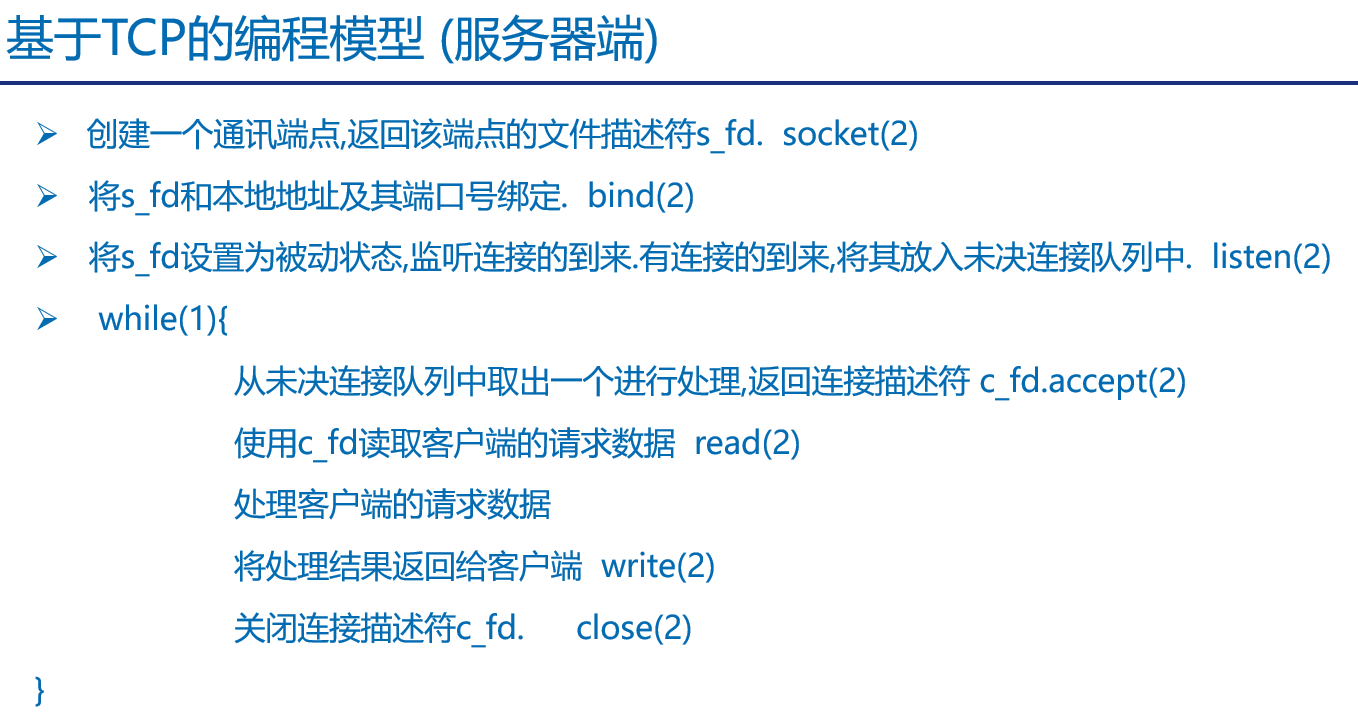 基于TCP的编程模型 (服务器端)
➢ 创建一个通讯端点,返回该端点的文件描述符s_fd. socket(2)
➢ 将s_fd和本地地址及其端口号绑定. bind(2)
➢ 将s_fd设置为被动状态,监听连接的到来.有连接的到来,将其放入未决连接队列中. listen(2)
➢ while(1){
从未决连接队列中取出一个进行处理,返回连接描述符 c_fd.accept(2)
使用c_fd读取客户端的请求数据 read(2)
处理客户端的请求数据
将处理结果返回给客户端 write(2)
关闭连接描述符c_fd. close(2)
}